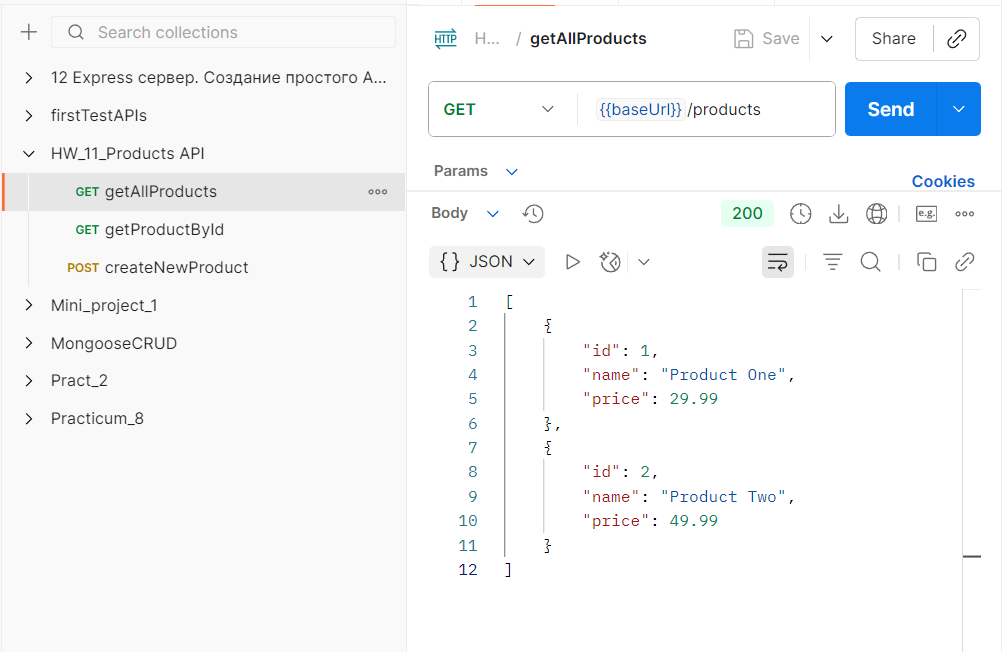 Search collections
12 Express сервер. Создание простого A...
firstTestAPIs
HW_11_Products API
GET getAllProducts
GET getProductById
POST createNewProduct
Mini_project_1
MongooseCRUD
Pract_2
Practicum_8
HTTP H... / getAllProducts Save Share
GET {{baseUrl}} /products Send
Params
Cookies
Body 200 e.g.
{} JSON
1 [
2 {
3 "id": 1,
4 "name": "Product One",
5 "price": 29.99
6 },
7 {
8 "id": 2,
9 "name": "Product Two",
10 "price": 49.99
11 }
12 ]